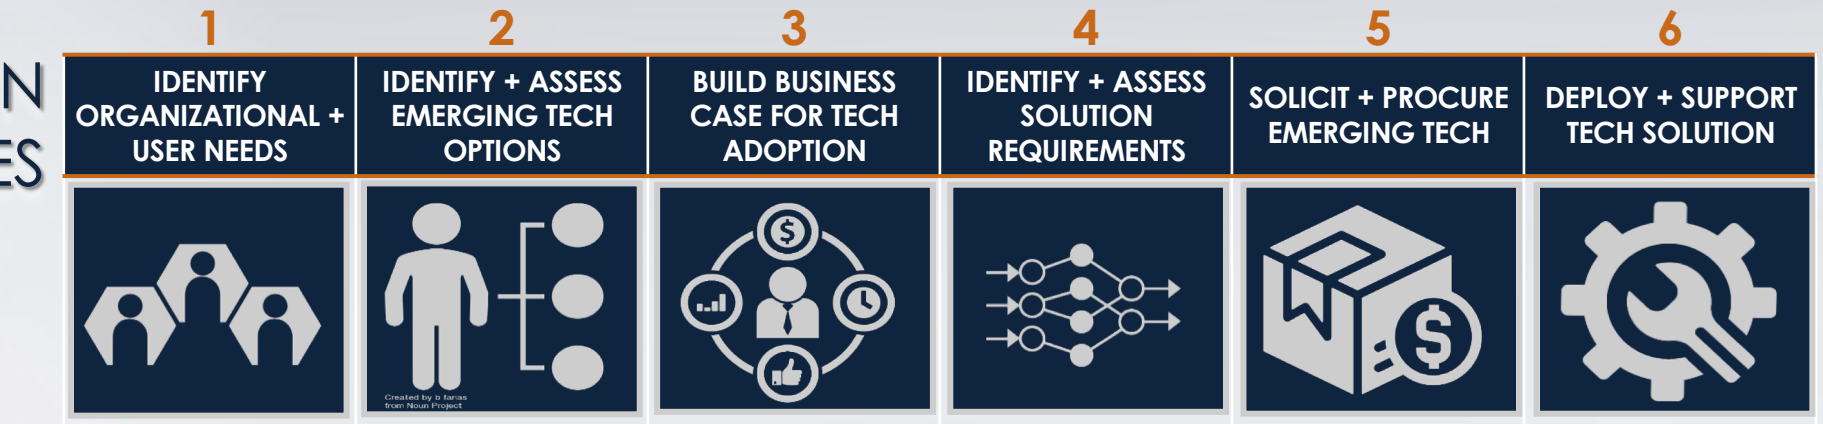 1
2
3
4
5
6
N
ES
IDENTIFY
ORGANIZATIONAL +
USER NEEDS
IDENTIFY + ASSESS
EMERGING TECH
OPTIONS
BUILD BUSINESS
CASE FOR TECH
ADOPTION
IDENTIFY + ASSESS
SOLUTION
REQUIREMENTS
SOLICIT + PROCURE
EMERGING TECH
DEPLOY + SUPPORT
TECH SOLUTION
$
$
Created by b farias
from Noun Project